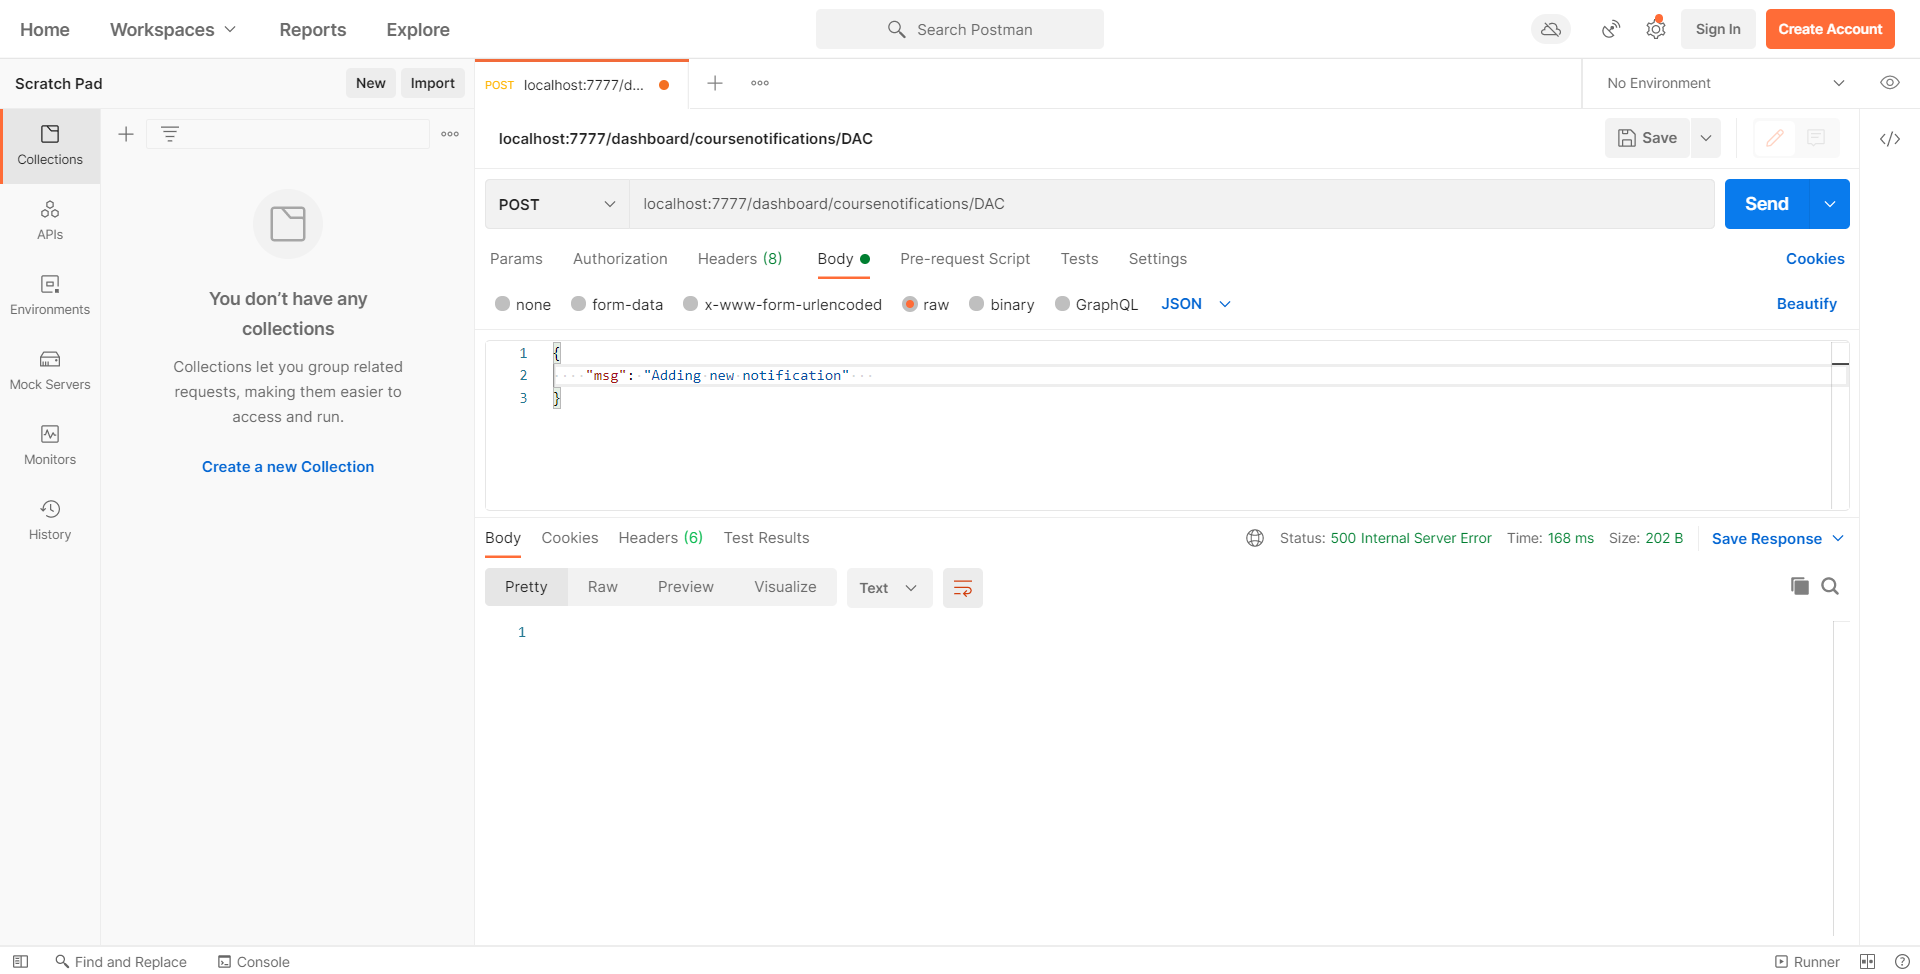 Home Workspaces Reports Explore Search Postman Sign In Create Account
Scratch Pad New Import POST localhost:7777/d... No Environment
localhost:7777/dashboard/coursenotifications/DAC Save
Collections
APIs
Environments
Mock Servers
Monitors
History
You don’t have any
collections
Collections let you group related
requests, making them easier to
access and run.
Create a new Collection
POST localhost:7777/dashboard/coursenotifications/DAC Send
Params Authorization Headers (8) Body Pre-request Script Tests Settings Cookies
none form-data x-www-form-urlencoded raw binary GraphQL JSON Beautify
1 {
2 "msg": "Adding new notification"
3 }
Body Cookies Headers (6) Test Results Status: 500 Internal Server Error Time: 168 ms Size: 202 B Save Response
Pretty Raw Preview Visualize Text
1
Find and Replace Console Runner